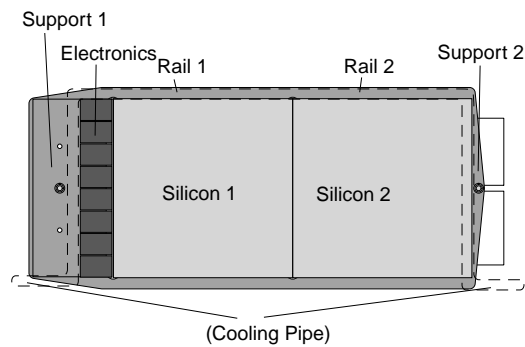 Support 1
Electronics
Rail 1
Rail 2
Support 2
Silicon 1
Silicon 2
(Cooling Pipe)